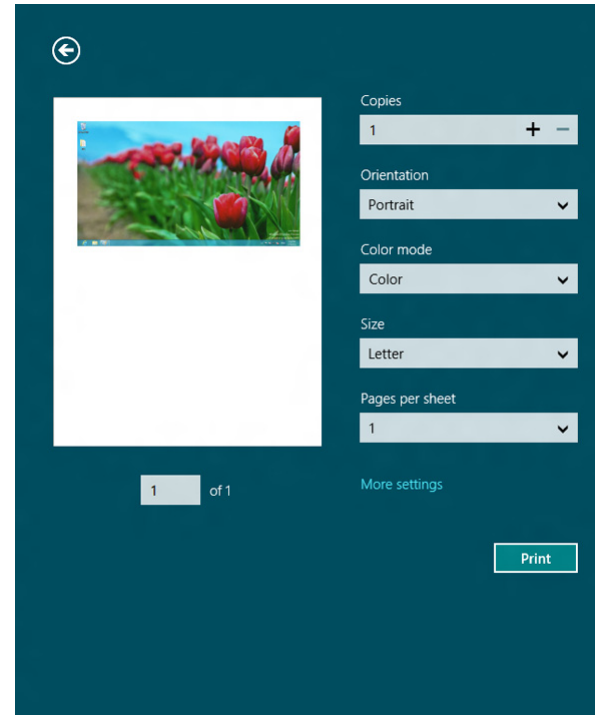 Copies
1
Orientation
Portrait
Color mode
Color
Size
Letter
Pages per sheet
1
1 of 1
More settings
Print